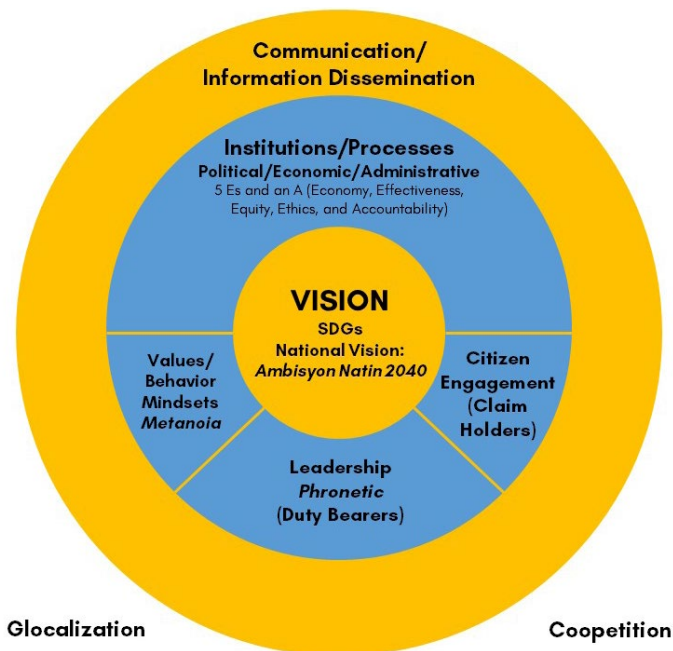 Communication/
Information Dissemination
Institutions/Processes
Political/Economic/Administrative
5 Es and an A (Economy, Effectiveness,
Equity, Ethics, and Accountability)
VISION
SDGs
National Vision:
Ambisyon Natin 2040
Values/
Behavior
Mindsets
Metanoia
Citizen
Engagement
(Claim
Holders)
Leadership
Phronetic
(Duty Bearers)
Glocalization
Coopetition